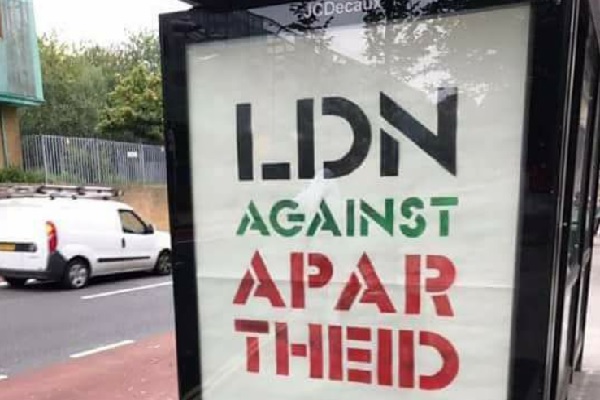 JCDecaux
LDN
AGAINST
APAR
THEID